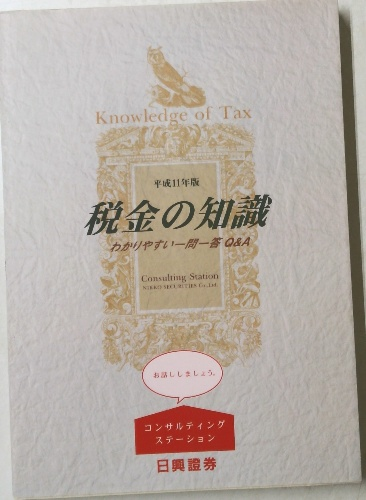 Knowledge of Tax
平成11年版
税金の知識
わかりやすい一問一答 Q&A
Consulting Station
NIKKO SECURITIES Co.,Ltd.
お話ししましょう。
コンサルティング
ステーション
日興證券